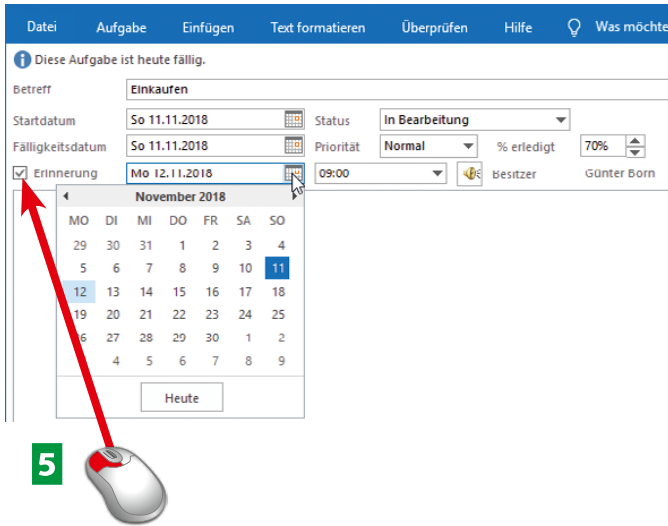 Datei Aufgabe Einfügen Text formatieren Überprüfen Hilfe Was möchte
Diese Aufgabe ist heute fällig.
Betreff Einkaufen
Startdatum So 11.11.2018 Status In Bearbeitung
Fälligkeitsdatum So 11.11.2018 Priorität Normal % erledigt 70%
Erinnerung Mo 12.11.2018 09:00 Besitzer Günter Born
November 2018
MO DI MI DO FR SA SO
29 30 31 1 2 3 4
5 6 7 8 9 10 11
12 13 14 15 16 17 18
19 20 21 22 23 24 25
27 28 29 30 1 2
4 5 6 7 8 9
Heute
5